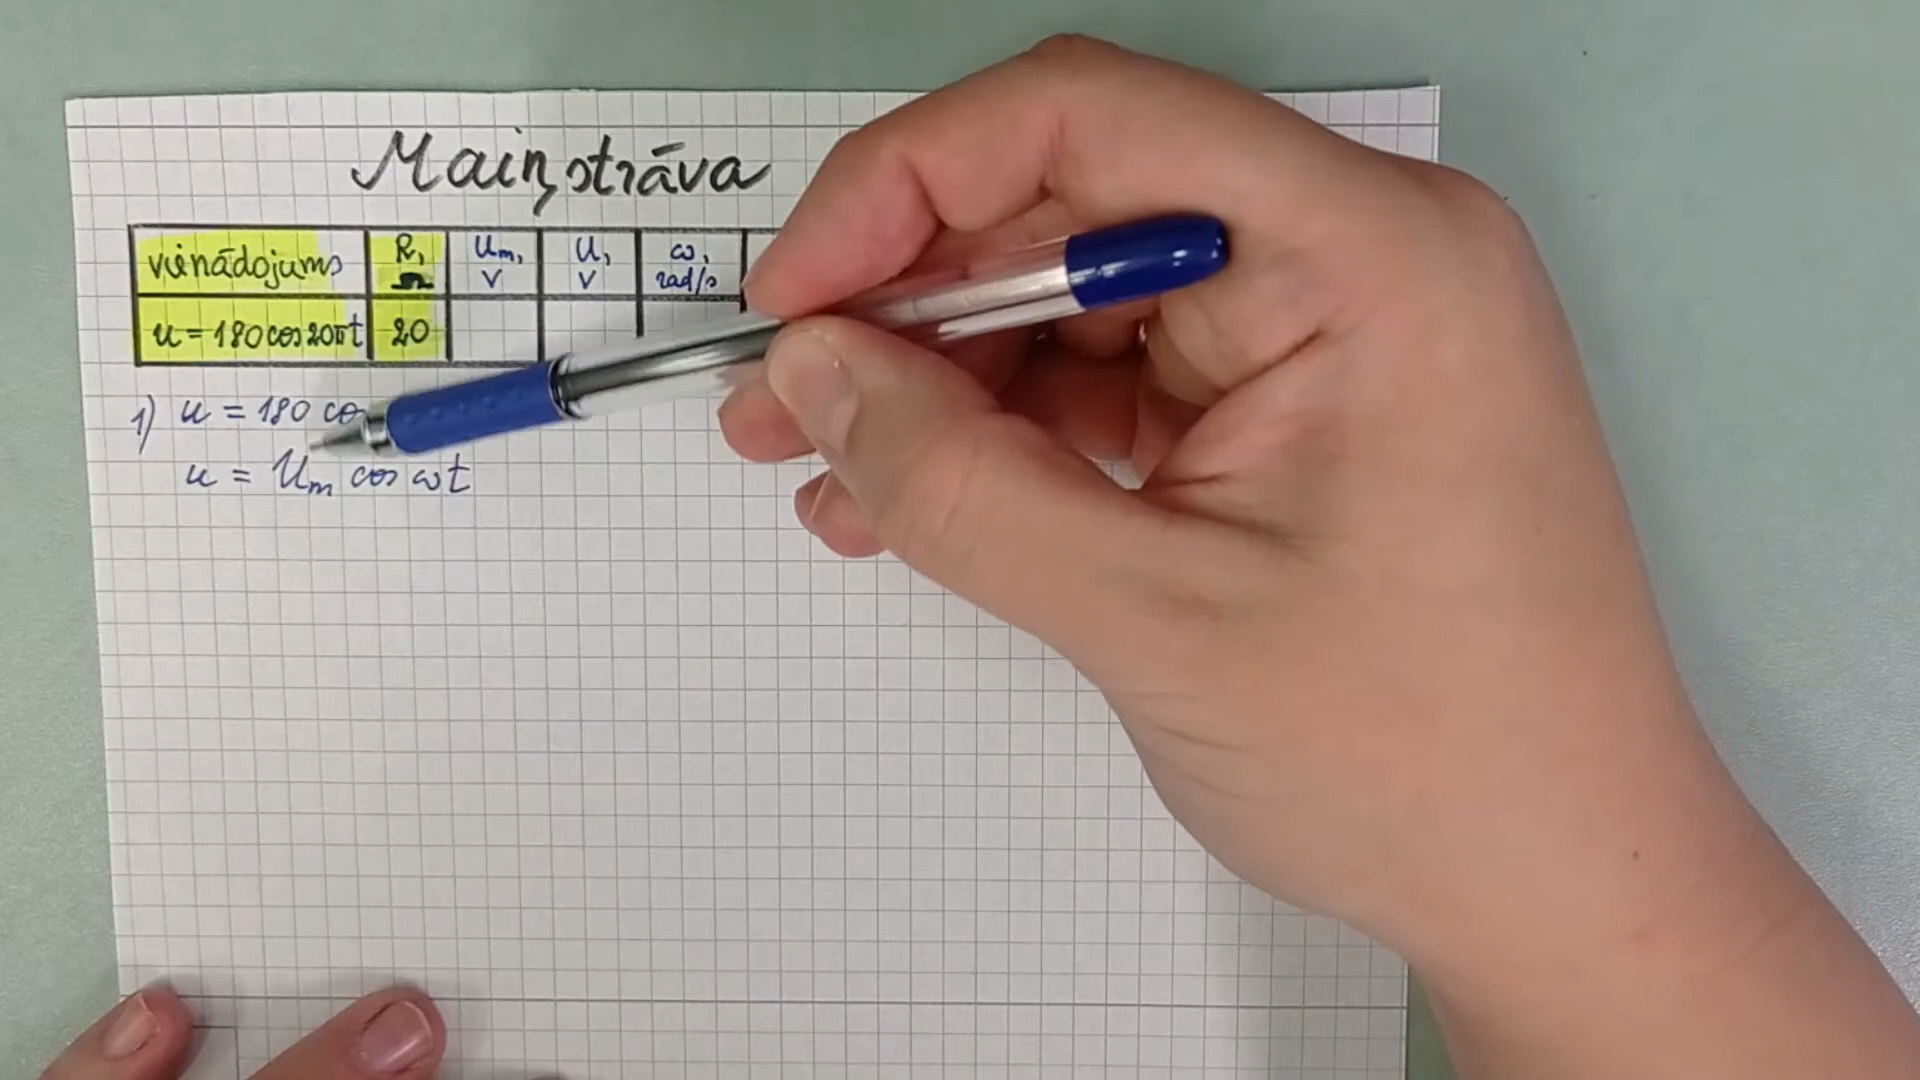 Maiņstrāva
vienādojums R, Ω Um, V U, V ω, rad/s
u = 180 cos 20πt 20
1) u = 180 co
u = Um cos ωt